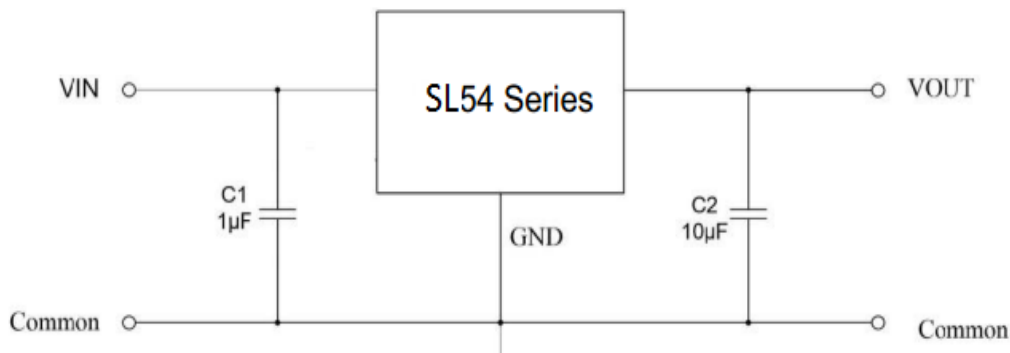 VIN
SL54 Series
VOUT
C1
1µF
GND
C2
10µF
Common
Common